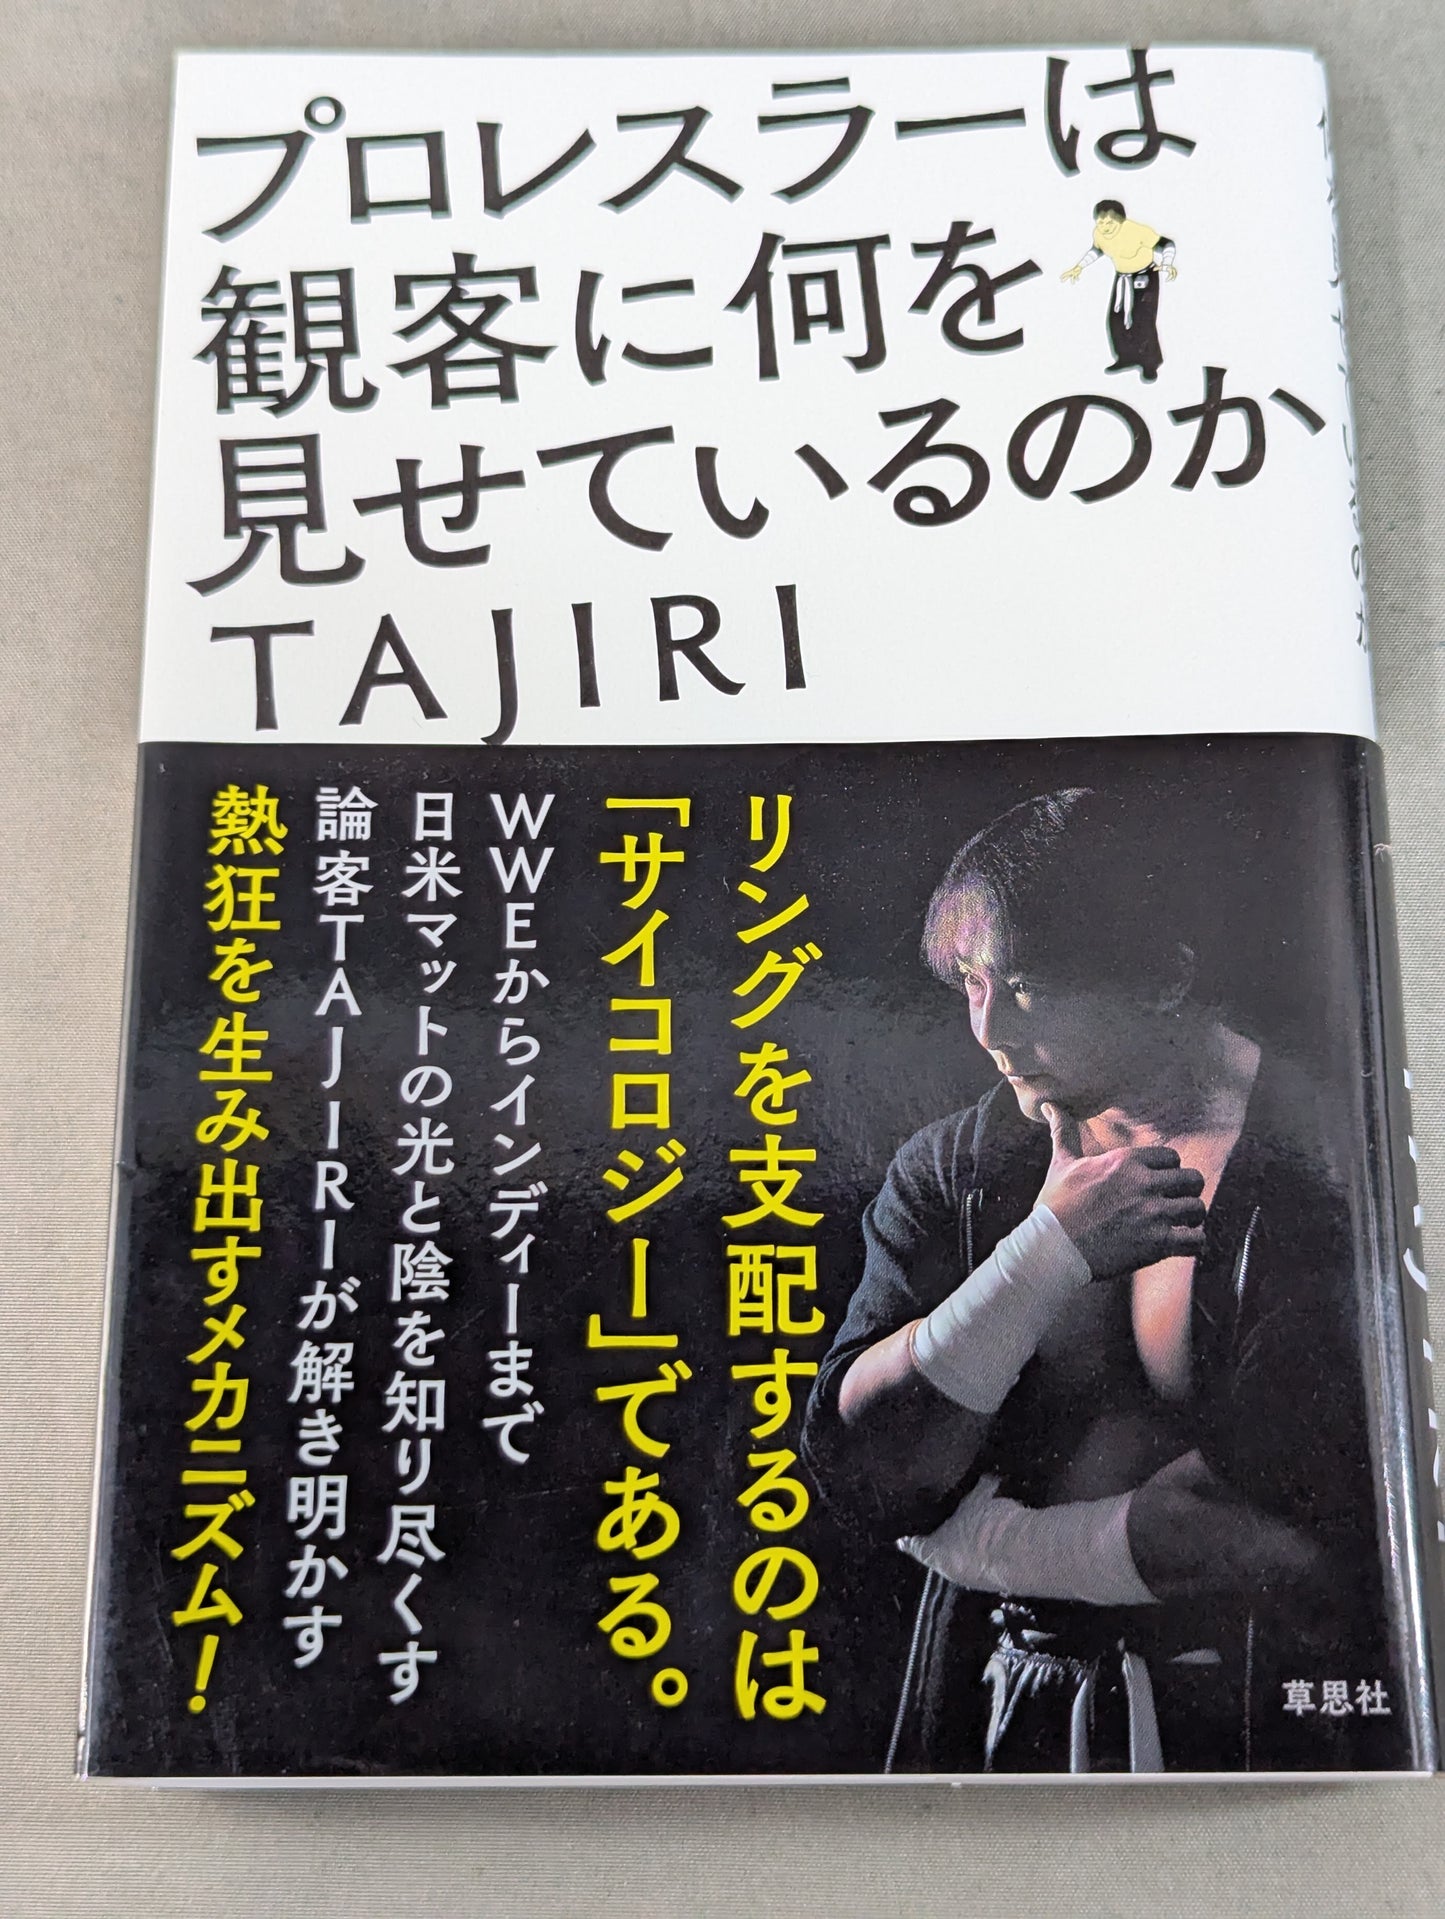 プロレスラーは
観客に何を
見せているのか
TAJIRI
リングを支配するのは
「サイコロジー」である。
WWEからインディーまで
日米マットの光と陰を知り尽くす
論客TAJIRIが解き明かす
熱狂を生み出すメカニズム！
草思社